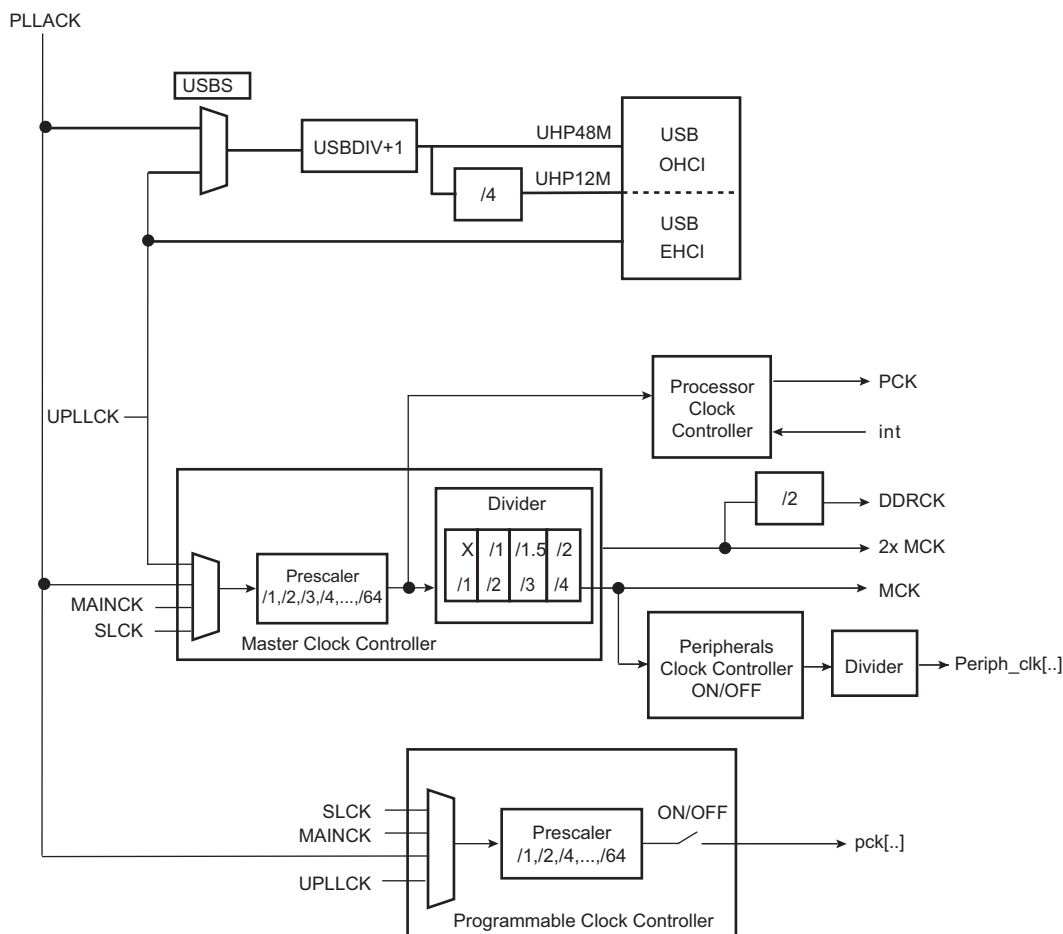 PLLACK
USBS
USBDIV+1
UHP48M
/4
UHP12M
USB
OHCI
USB
EHCI
UPLLCK
Processor
Clock
Controller
PCK
int
/2
DDRCK
2x MCK
MCK
Divider
X /1 /1.5 /2
/1 /2 /3 /4
Prescaler
/1,/2,/3,/4,...,/64
MAINCK
SLCK
Master Clock Controller
Peripherals
Clock Controller
ON/OFF
Divider
Periph_clk[..]
SLCK
MAINCK
UPLLCK
Prescaler
/1,/2,/4,...,/64
ON/OFF
pck[..]
Programmable Clock Controller